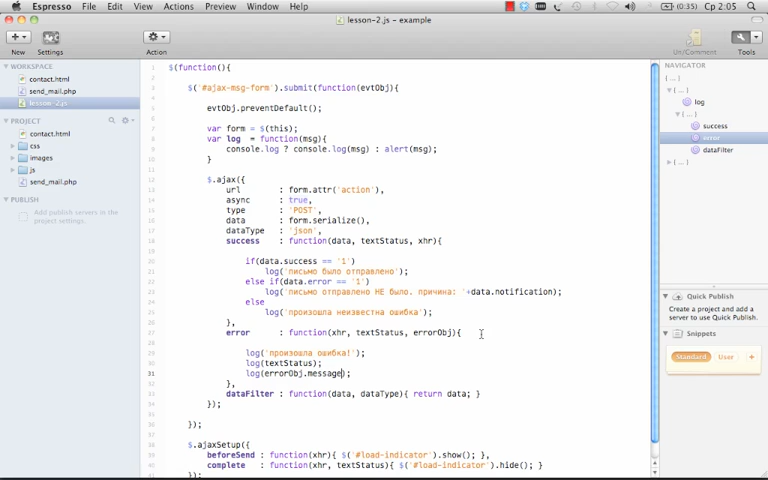 Espresso File Edit View Text Actions Navigator Window Help (0:35) Ср 2:05
lesson-2.js - example
New Settings Action Un/Comment Tools
WORKSPACE
contact.html
send_mail.php
lesson-2.js
PROJECT
contact.html
css
images
js
send_mail.php
PUBLISH
Add publish servers in the
project settings.
$(function(){
$('#ajax-msg-form').submit(function(evtObj){
evtObj.preventDefault();
var form = $(this);
var log = function(msg){
console.log ? console.log(msg) : alert(msg);
}
$.ajax({
url : form.attr('action'),
async : true,
type : 'POST',
data : form.serialize(),
dataType : 'json',
success : function(data, textStatus, xhr){
if(data.success == '1')
log('письмо было отправлено');
else if(data.error == '1')
log('письмо отправлено НЕ было. причина: '+data.notification);
else
log('произошла неизвестна ошибка');
},
error : function(xhr, textStatus, errorObj){
log('произошла ошибка!');
log(textStatus);
log(errorObj.message);
},
dataFilter : function(data, dataType){ return data; }
});
});
$.ajaxSetup({
beforeSend : function(xhr){ $('#load-indicator').show(); },
complete : function(xhr, textStatus){ $('#load-indicator').hide(); }
});
NAVIGATOR
{ ... }
{ ... }
log
{ ... }
success
error
dataFilter
{ ... }
Quick Publish
Create a project and add a
server to use Quick Publish.
Snippets
Standard User +